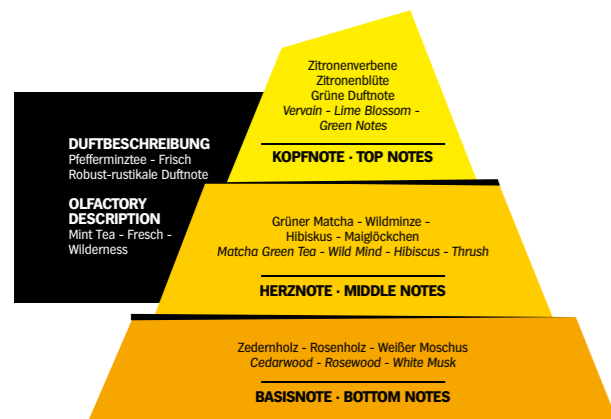 Zitronenverbene
Zitronenblüte
Grüne Duftnote
Vervain - Lime Blossom -
Green Notes
KOPFNOTE · TOP NOTES
DUFTBESCHREIBUNG
Pfefferminztee - Frisch
Robust-rustikale Duftnote
OLFACTORY
DESCRIPTION
Mint Tea - Fresch -
Wilderness
Grüner Matcha - Wildminze -
Hibiskus - Maiglöckchen
Matcha Green Tea - Wild Mind - Hibiscus - Thrush
HERZNOTE · MIDDLE NOTES
Zedernholz - Rosenholz - Weißer Moschus
Cedarwood - Rosewood - White Musk
BASISNOTE · BOTTOM NOTES